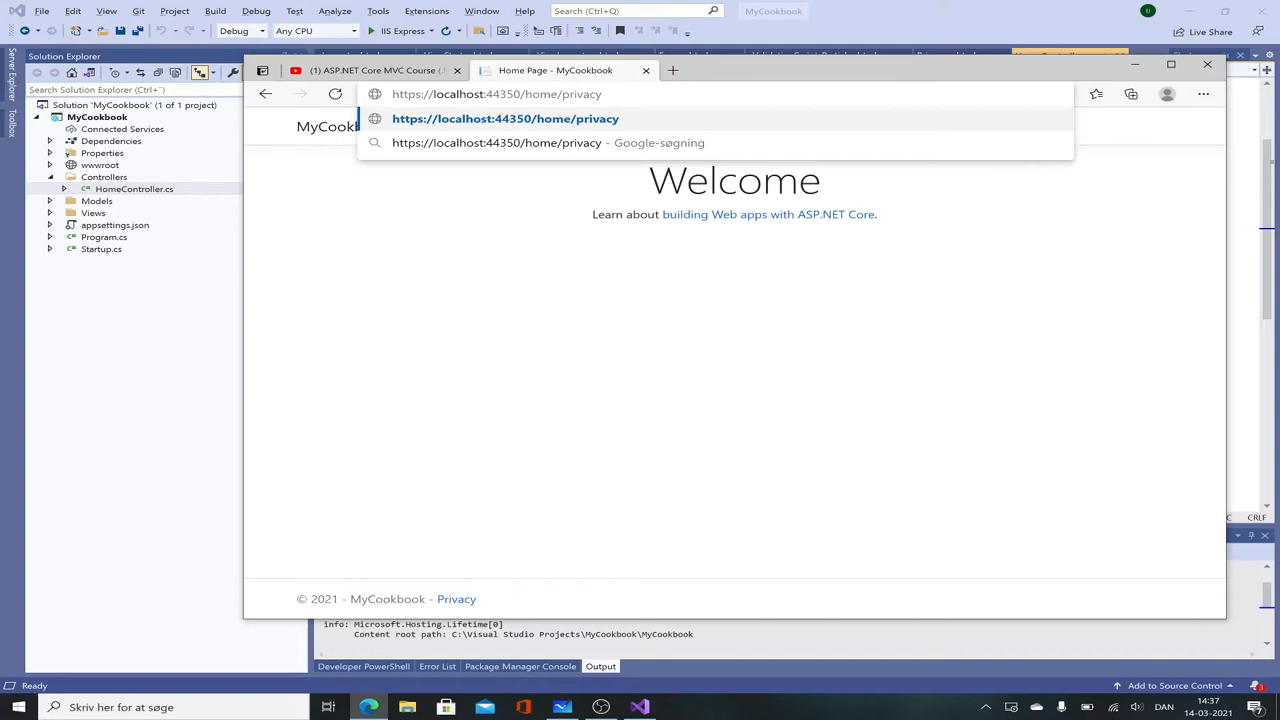 File Edit View Git Project Build Debug Test Analyze Tools Extensions Window Help Search (Ctrl+Q) MyCookbook
Debug Any CPU IIS Express Live Share
Server Explorer
Toolbox
Solution Explorer
Search Solution Explorer (Ctrl+¨)
Solution 'MyCookbook' (1 of 1 project)
MyCookbook
Connected Services
Dependencies
Properties
wwwroot
Controllers
HomeController.cs
Models
Views
appsettings.json
Program.cs
Startup.cs
(1) ASP.NET Core MVC Course (
Home Page - MyCookbook
https://localhost:44350/home/privacy
https://localhost:44350/home/privacy
https://localhost:44350/home/privacy - Google-søgning
Welcome
Learn about building Web apps with ASP.NET Core.
© 2021 - MyCookbook - Privacy
CRLF
info: Microsoft.Hosting.Lifetime[0]
Content root path: C:\Visual Studio Projects\MyCookbook\MyCookbook
Developer PowerShell Error List Package Manager Console Output
Ready Add to Source Control 3
Skriv her for at søge
DAN
14:37
14-03-2021